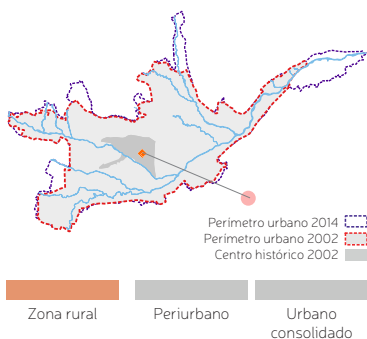 Perímetro urbano 2014
Perímetro urbano 2002
Centro histórico 2002
Zona rural
Periurbano
Urbano
consolidado